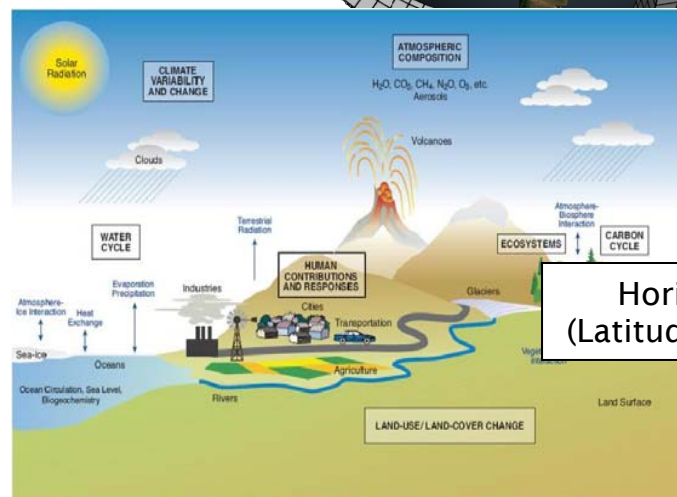 Solar
Radiation
CLIMATE
VARIABILITY
AND CHANGE
ATMOSPHERIC
COMPOSITION
H₂O, CO₂, CH₄, N₂O, O₃, etc.
Aerosols
Clouds
Volcanoes
WATER
CYCLE
Terrestrial
Radiation
Atmosphere-
Biosphere
Interaction
ECOSYSTEMS
CARBON
CYCLE
HUMAN
CONTRIBUTIONS
AND RESPONSES
Atmosphere-
Ice Interaction
Heat
Exchange
Evaporation
Precipitation
Industries
Cities
Transportation
Glaciers
Hori
(Latitud
Sea-ice
Oceans
Ocean Circulation, Sea Level,
Biogeochemistry
Rivers
Agriculture
Land Surface
LAND-USE/ LAND-COVER CHANGE